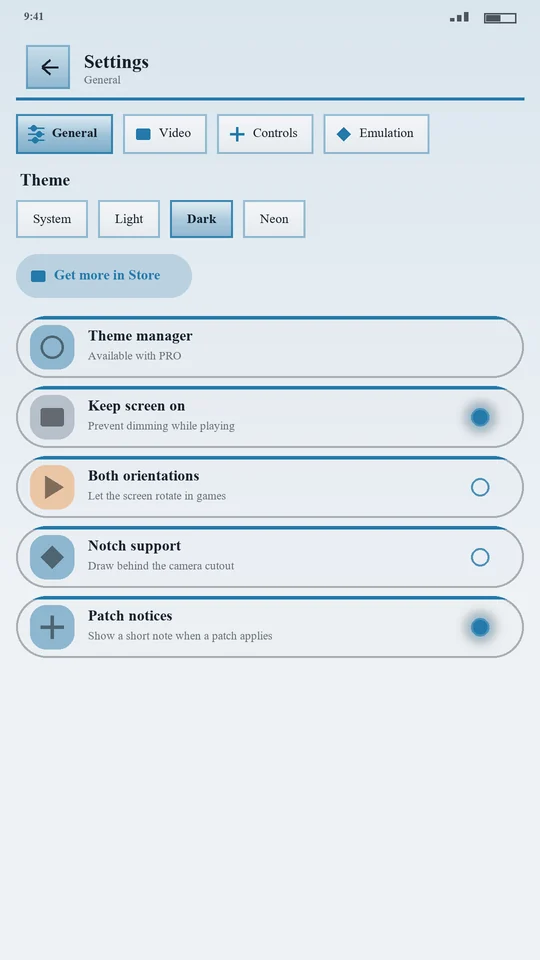 9:41
Settings
General
General
Video
Controls
Emulation
Theme
System
Light
Dark
Neon
Get more in Store
Theme manager
Available with PRO
Keep screen on
Prevent dimming while playing
Both orientations
Let the screen rotate in games
Notch support
Draw behind the camera cutout
Patch notices
Show a short note when a patch applies